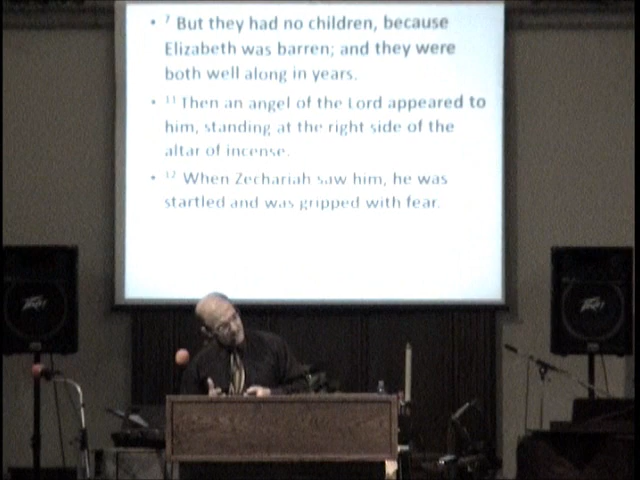 • 7 But they had no children, because
Elizabeth was barren; and they were
both well along in years.
• 11 Then an angel of the Lord appeared to
him, standing at the right side of the
altar of incense.
• 12 When Zechariah saw him, he was
startled and was gripped with fear.
PEAVEY
PEAVEY